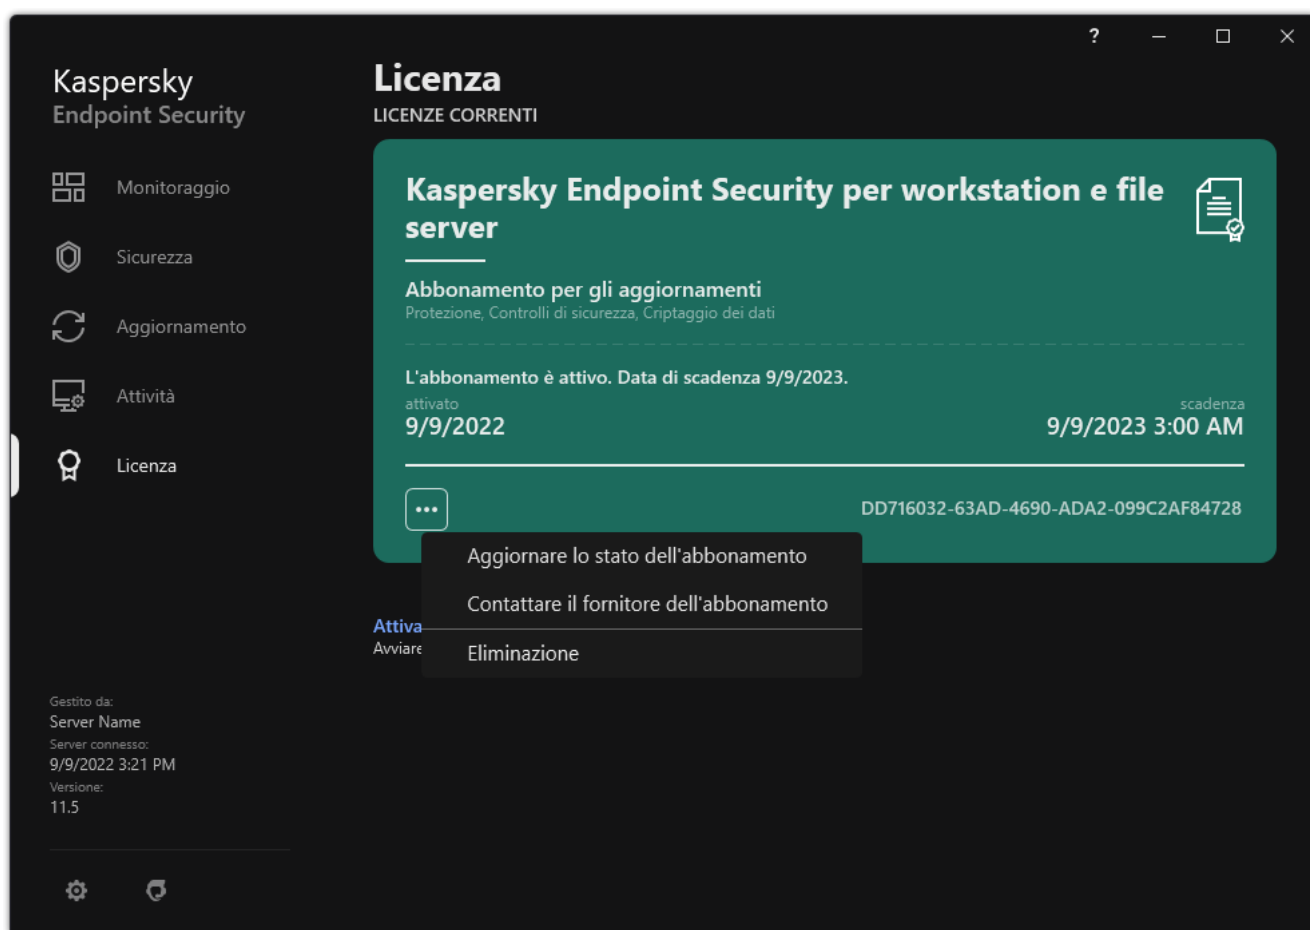 ?
Kaspersky
Endpoint Security
Monitoraggio
Sicurezza
Aggiornamento
Attività
Licenza
Gestito da:
Server Name
Server connesso:
9/9/2022 3:21 PM
Versione:
11.5
Licenza
LICENZE CORRENTI
Kaspersky Endpoint Security per workstation e file
server
Abbonamento per gli aggiornamenti
Protezione, Controlli di sicurezza, Criptaggio dei dati
L'abbonamento è attivo. Data di scadenza 9/9/2023.
attivato
9/9/2022
scadenza
9/9/2023 3:00 AM
DD716032-63AD-4690-ADA2-099C2AF84728
Aggiornare lo stato dell'abbonamento
Contattare il fornitore dell'abbonamento
Eliminazione
Attiva
Avviare